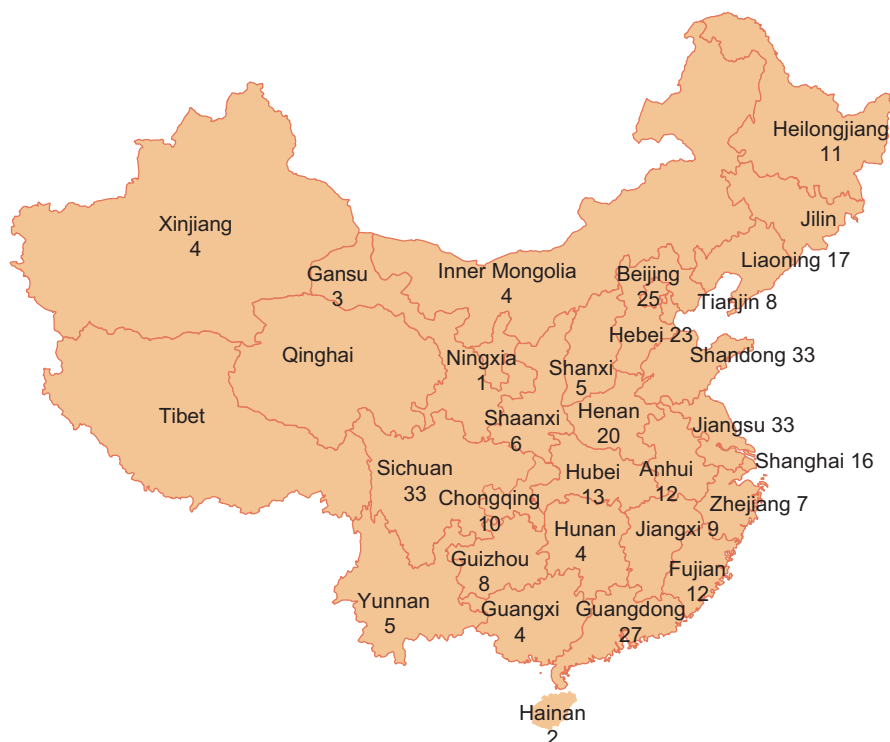 Heilongjiang
11
Jilin
Xinjiang
4
Liaoning 17
Gansu
3
Inner Mongolia
4
Beijing
25
Tianjin 8
Hebei 23
Qinghai
Ningxia
1
Shanxi
5
Shandong 33
Tibet
Shaanxi
6
Henan
20
Jiangsu 33
Sichuan
33
Hubei
13
Anhui
12
Shanghai 16
Chongqing
10
Zhejiang 7
Hunan
4
Jiangxi 9
Guizhou
8
Fujian
12
Yunnan
5
Guangxi
4
Guangdong
27
Hainan
2